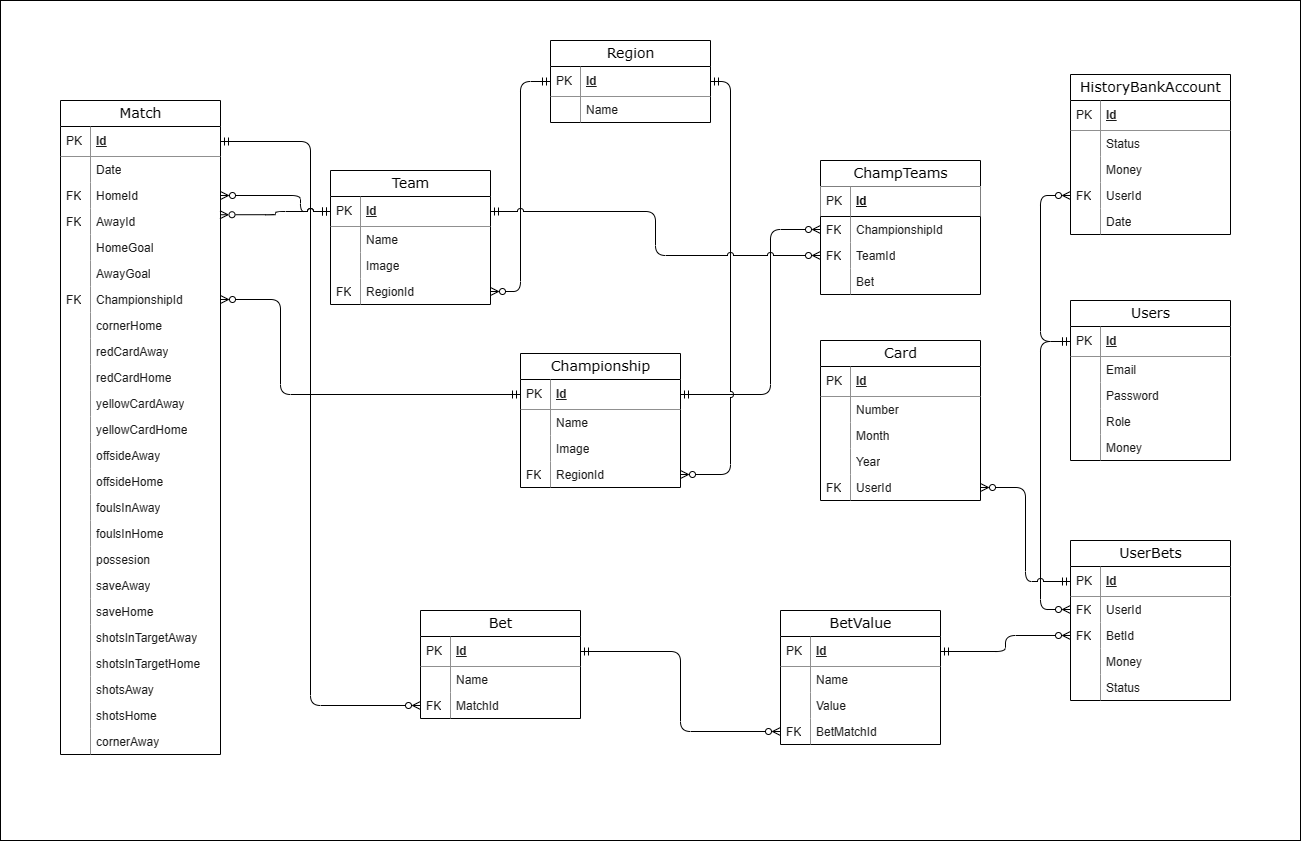 Region
PK Id
Name
HistoryBankAccount
PK Id
Status
Money
FK UserId
Date
Match
PK Id
Date
FK HomeId
FK AwayId
HomeGoal
AwayGoal
FK ChampionshipId
cornerHome
redCardAway
redCardHome
yellowCardAway
yellowCardHome
offsideAway
offsideHome
foulsInAway
foulsInHome
possesion
saveAway
saveHome
shotsInTargetAway
shotsInTargetHome
shotsAway
shotsHome
cornerAway
Team
PK Id
Name
Image
FK RegionId
ChampTeams
PK Id
FK ChampionshipId
FK TeamId
Bet
Users
PK Id
Email
Password
Role
Money
Championship
PK Id
Name
Image
FK RegionId
Card
PK Id
Number
Month
Year
FK UserId
UserBets
PK Id
FK UserId
FK BetId
Money
Status
Bet
PK Id
Name
FK MatchId
BetValue
PK Id
Name
Value
FK BetMatchId